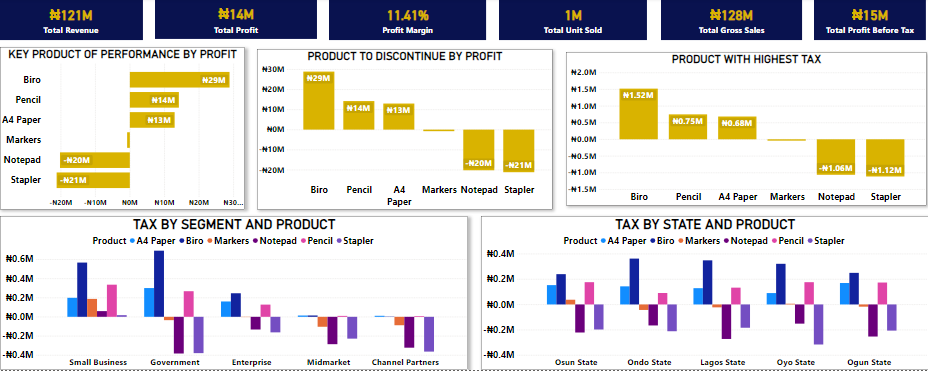 ₦121M
Total Revenue
₦14M
Total Profit
11.41%
Profit Margin
1M
Total Unit Sold
₦128M
Total Gross Sales
₦15M
Total Profit Before Tax
KEY PRODUCT OF PERFORMANCE BY PROFIT
Biro
₦29M
Pencil
₦14M
A4 Paper
₦13M
Markers
Notepad
-₦20M
Stapler
-₦21M
-₦20M -₦10M ₦0M ₦10M ₦20M ₦30...
PRODUCT TO DISCONTINUE BY PROFIT
₦30M
₦20M
₦10M
₦0M
-₦10M
-₦20M
₦29M
₦14M
₦13M
-₦20M
-₦21M
Biro Pencil A4 Paper Markers Notepad Stapler
PRODUCT WITH HIGHEST TAX
₦2.0M
₦1.5M
₦1.0M
₦0.5M
₦0.0M
-₦0.5M
-₦1.0M
-₦1.5M
₦1.52M
₦0.75M
₦0.68M
-₦1.06M
-₦1.12M
Biro Pencil A4 Paper Markers Notepad Stapler
TAX BY SEGMENT AND PRODUCT
Product A4 Paper Biro Markers Notepad Pencil Stapler
₦0.6M
₦0.4M
₦0.2M
₦0.0M
-₦0.2M
-₦0.4M
Small Business Government Enterprise Midmarket Channel Partners
TAX BY STATE AND PRODUCT
Product A4 Paper Biro Markers Notepad Pencil Stapler
₦0.4M
₦0.2M
₦0.0M
-₦0.2M
-₦0.4M
Osun State Ondo State Lagos State Oyo State Ogun State